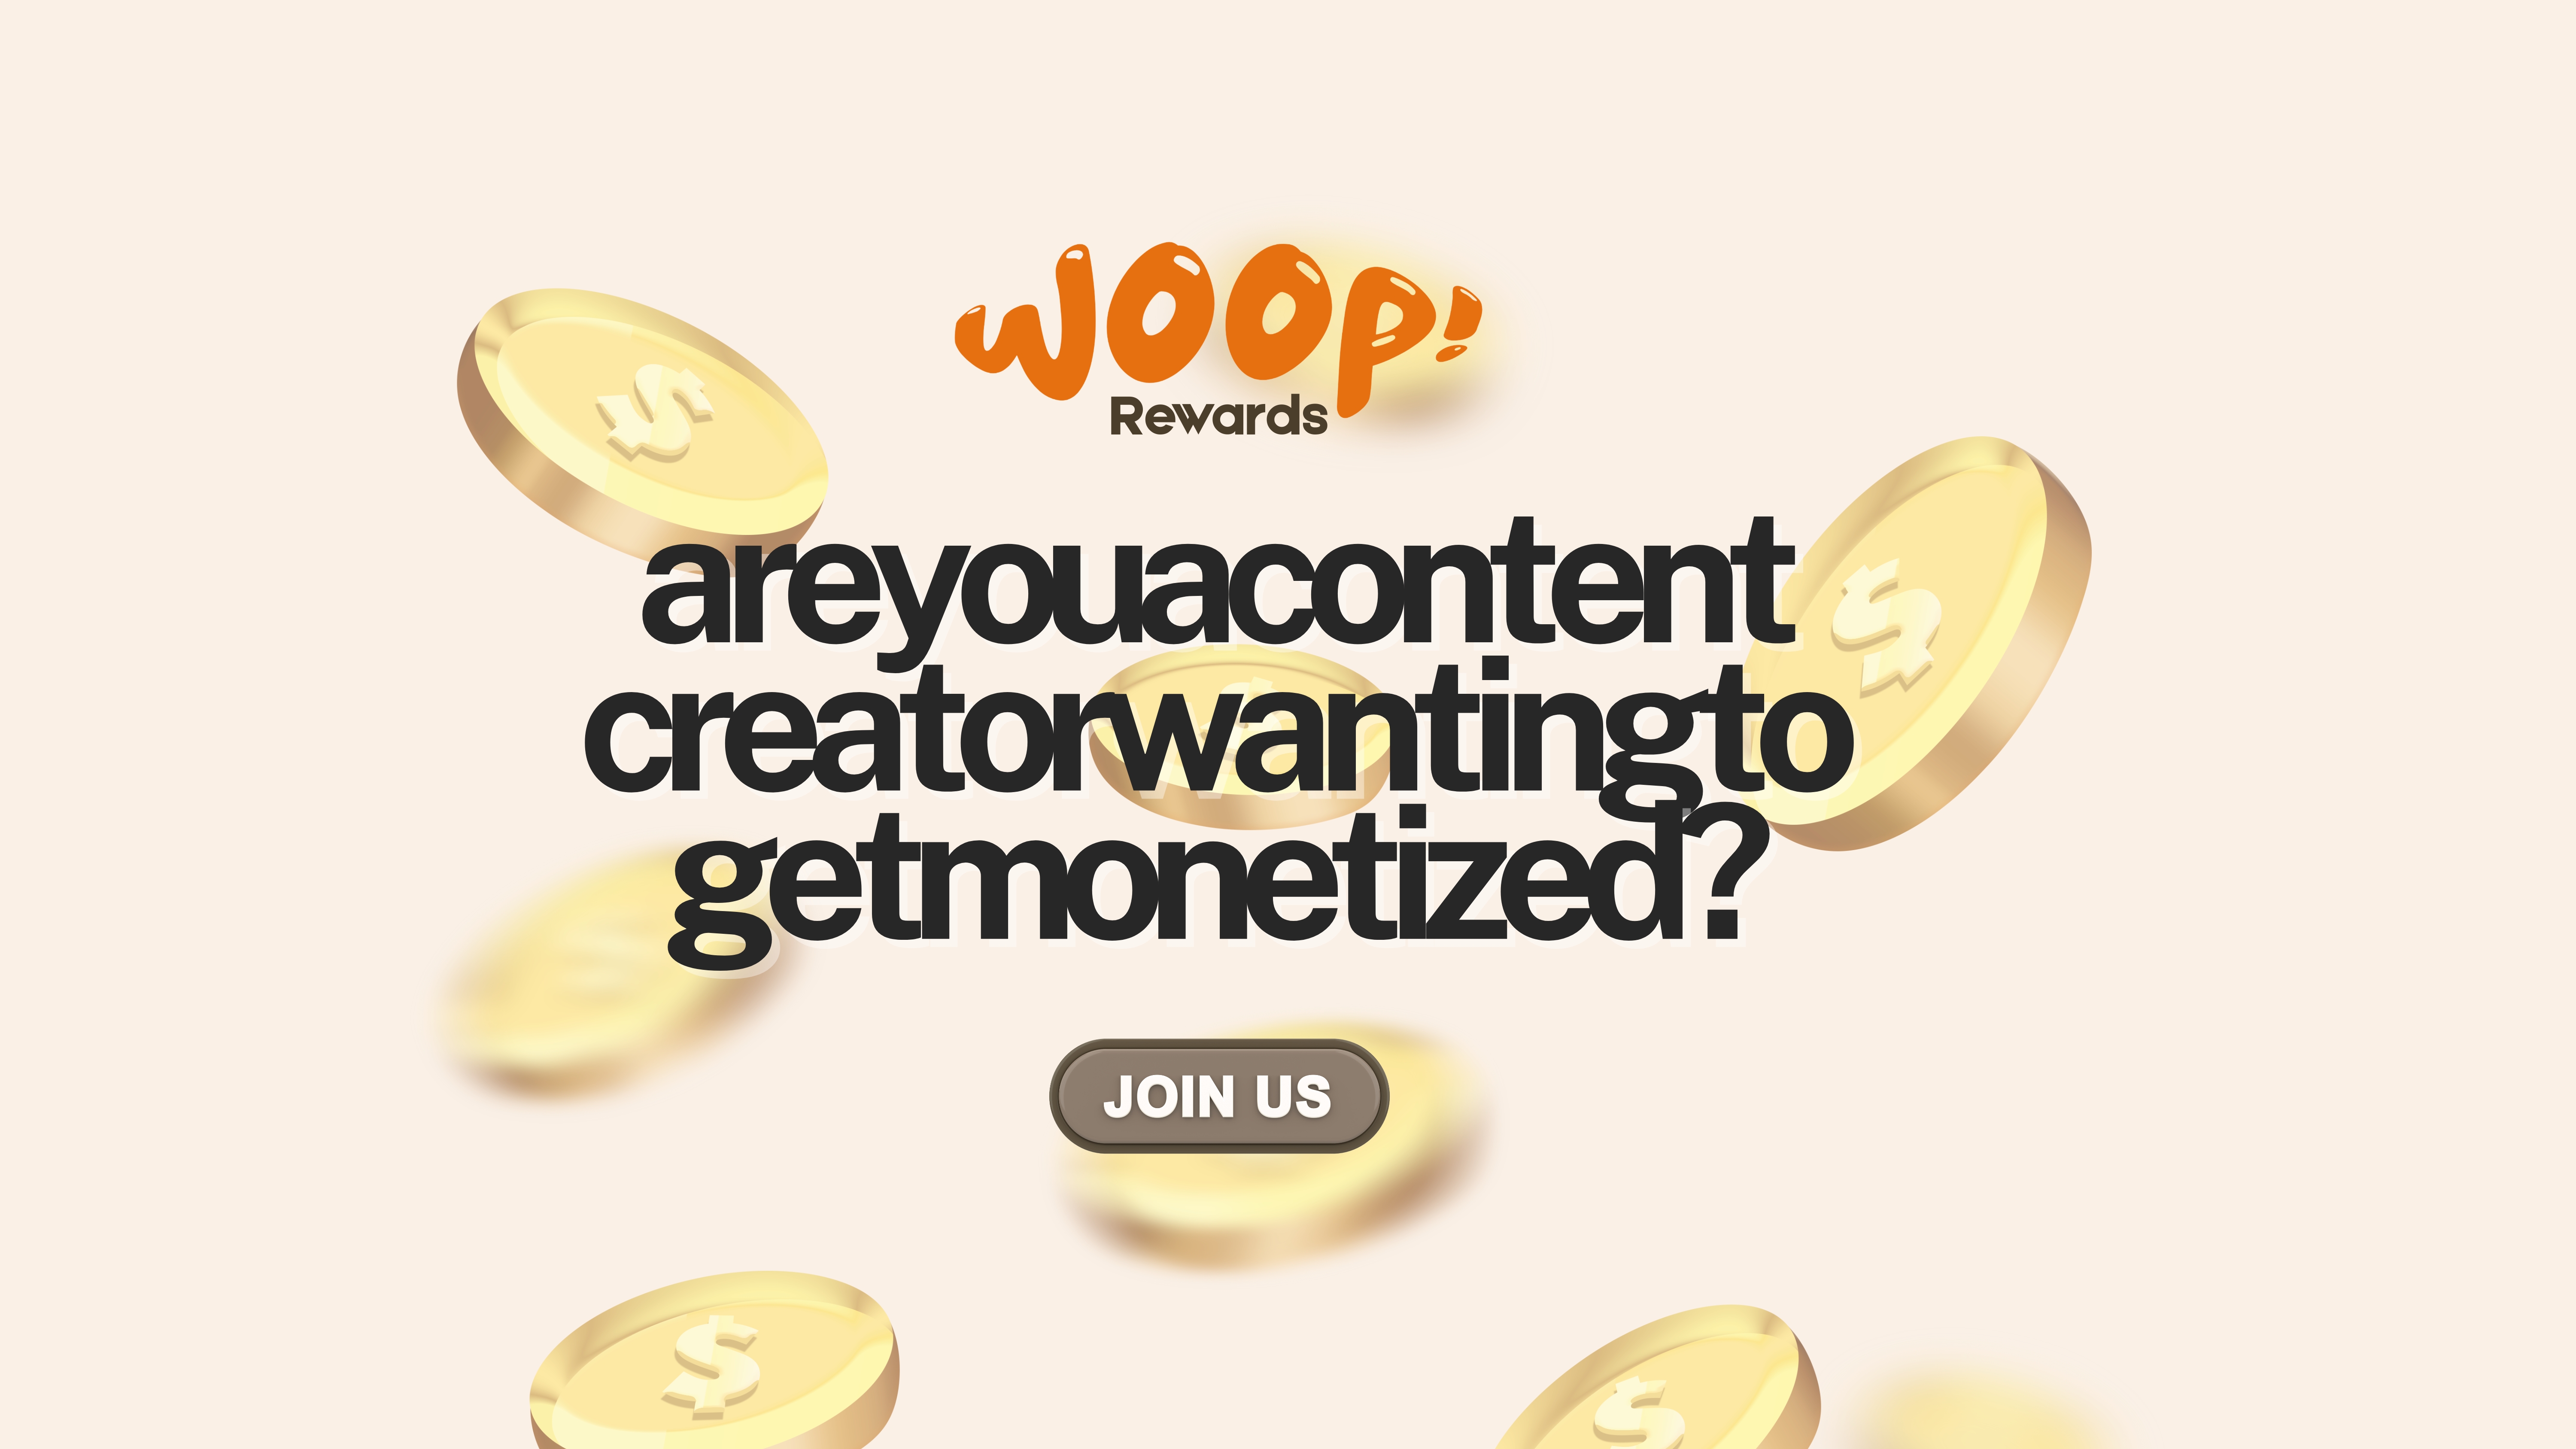 woop!
Rewards
areyouacontent
creatorwantingto
getmonetized?
JOIN US